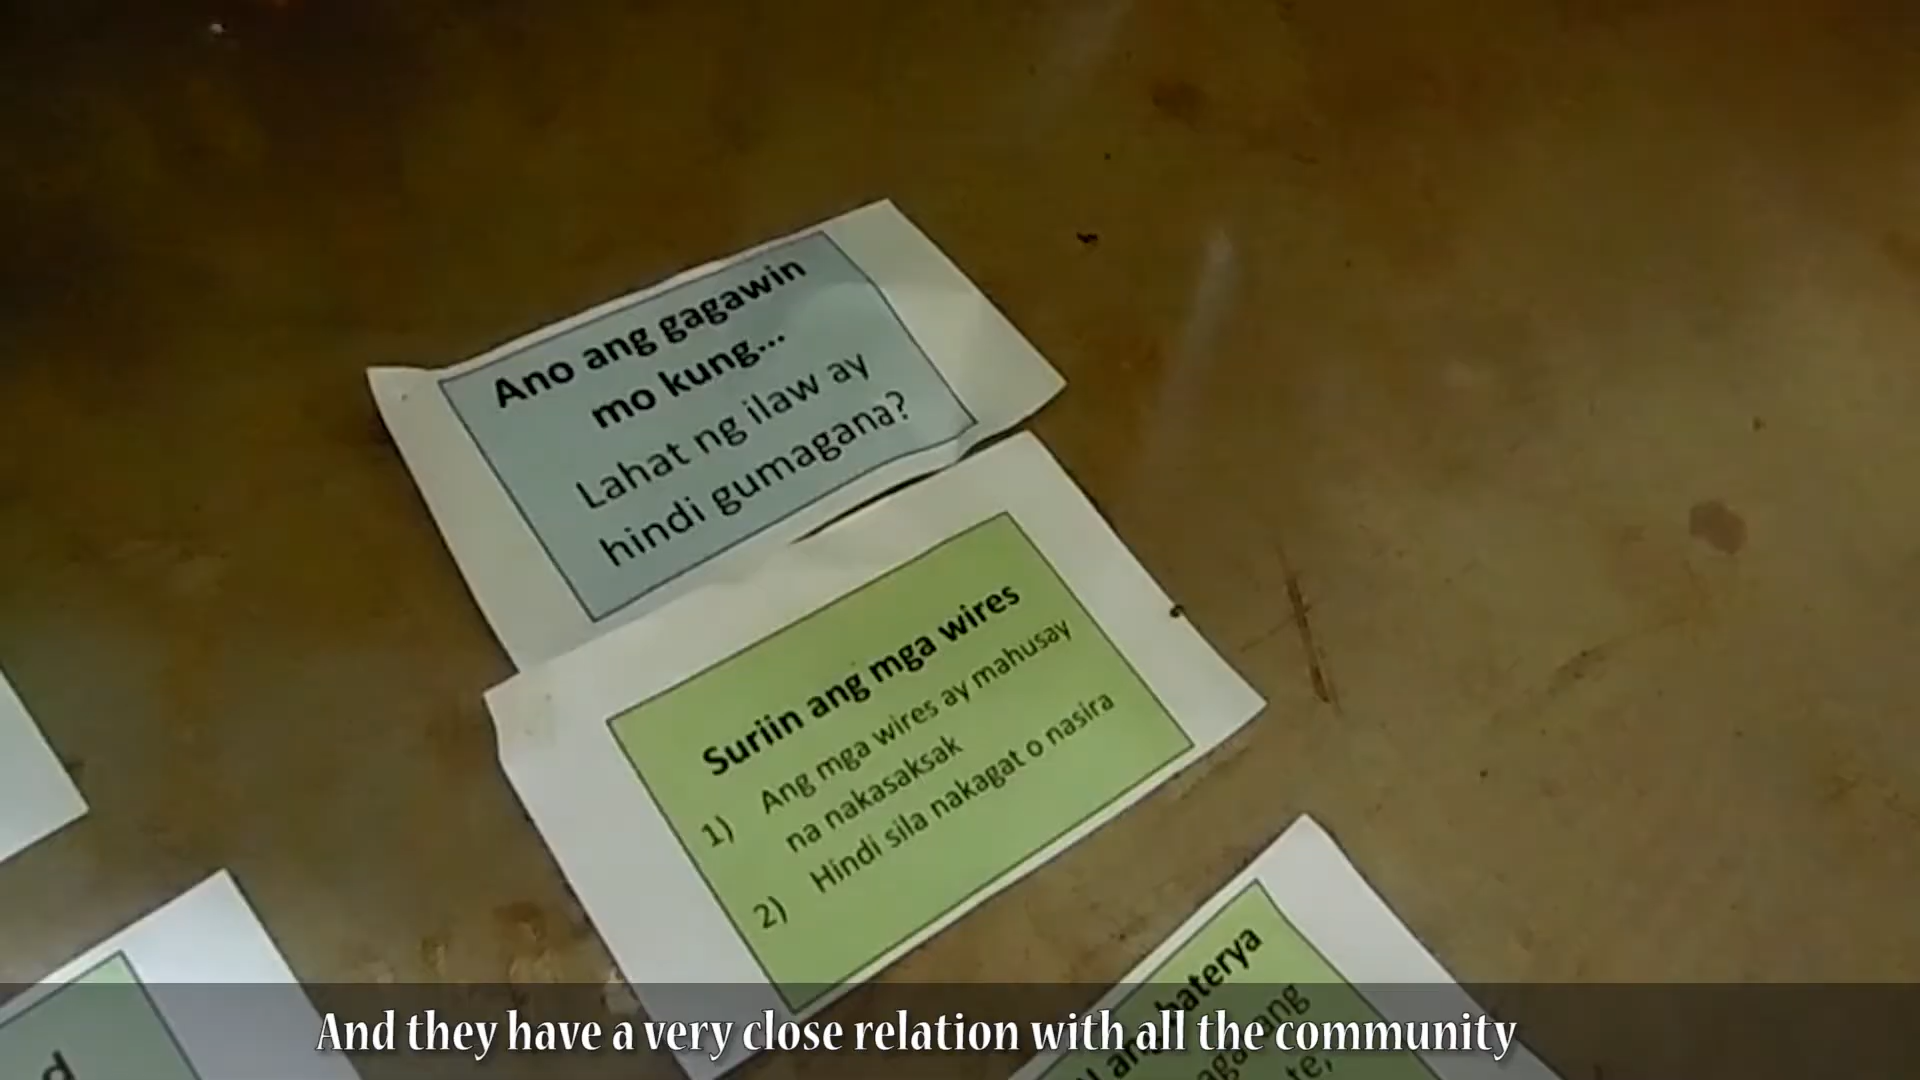 Ano ang gagawin
mo kung...
Lahat ng ilaw ay
hindi gumagana?
Suriin ang mga wires
1) Ang mga wires ay mahusay
na nakasaksak
2) Hindi sila nakagat o nasira
ang baterya
ang
And they have a very close relation with all the community